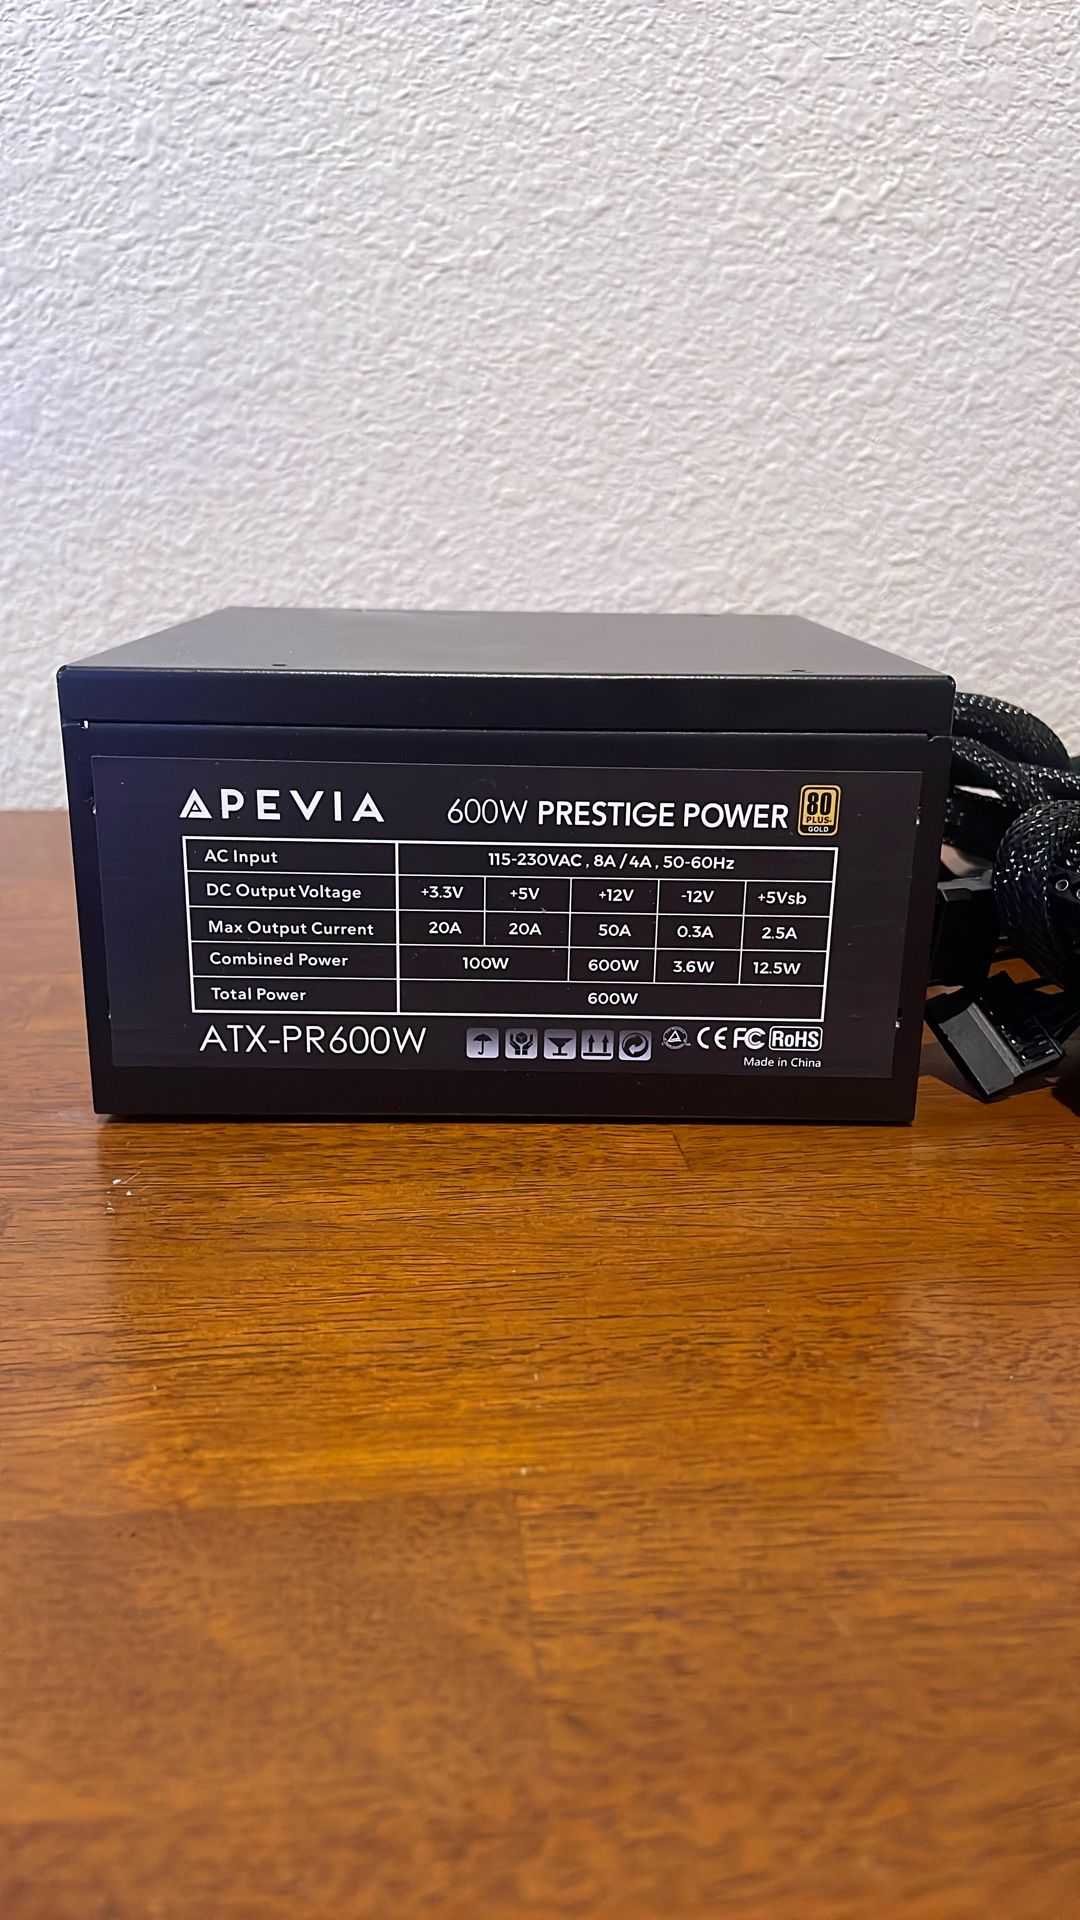 APEVIA 600W PRESTIGE POWER 80 PLUS GOLD
AC Input 115-230VAC , 8A / 4A , 50-60Hz
DC Output Voltage +3.3V +5V +12V -12V +5Vsb
Max Output Current 20A 20A 50A 0.3A 2.5A
Combined Power 100W 600W 3.6W 12.5W
Total Power 600W
ATX-PR600W CE FC RoHS
Made in China